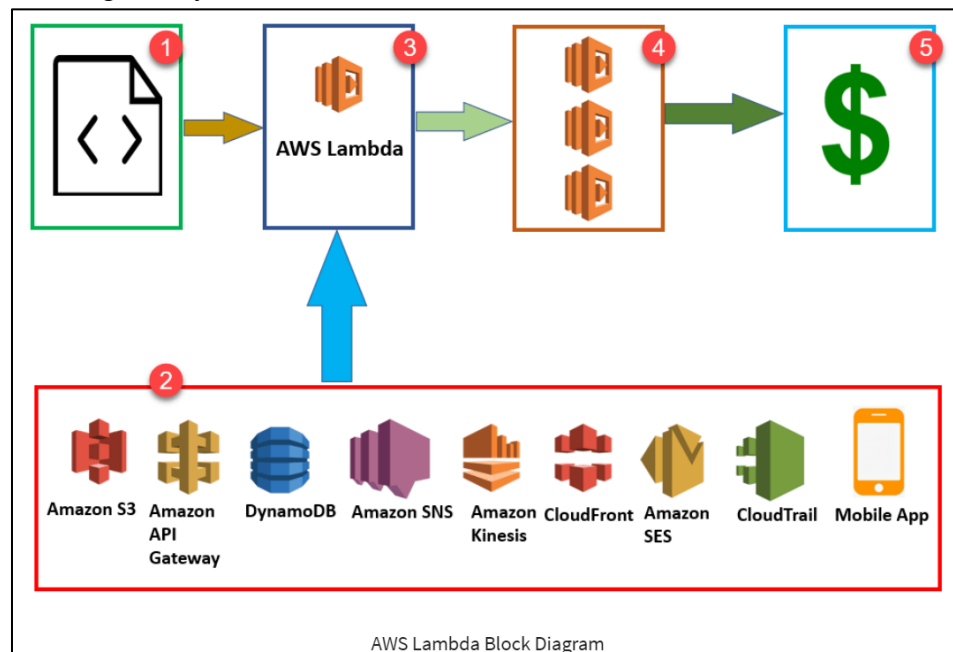 1
3
4
5
< >
AWS Lambda
$
2
Amazon S3
Amazon
API
Gateway
DynamoDB
Amazon SNS
Amazon
Kinesis
CloudFront
Amazon
SES
CloudTrail
Mobile App
AWS Lambda Block Diagram